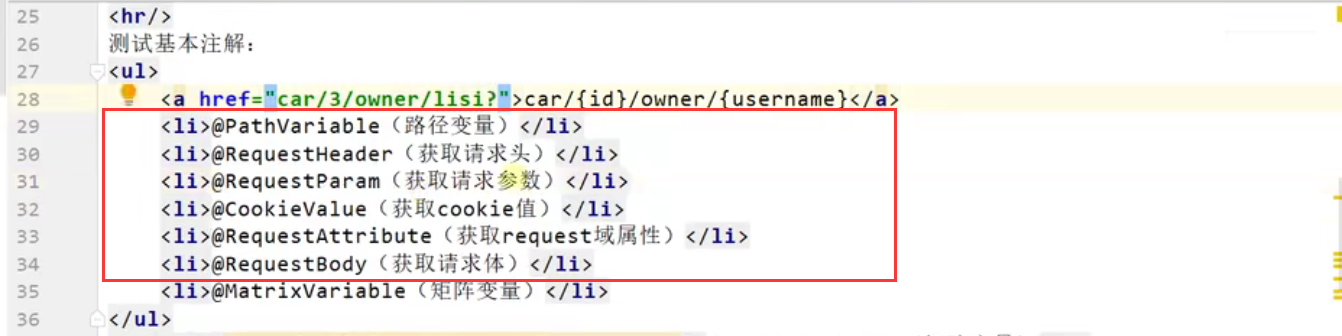 25 <hr/>
26 测试基本注解：
27 <ul>
28 <a href="car/3/owner/lisi?">car/{id}/owner/{username}</a>
29 <li>@PathVariable（路径变量）</li>
30 <li>@RequestHeader（获取请求头）</li>
31 <li>@RequestParam（获取请求参数）</li>
32 <li>@CookieValue（获取cookie值）</li>
33 <li>@RequestAttribute（获取request域属性）</li>
34 <li>@RequestBody（获取请求体）</li>
35 <li>@MatrixVariable（矩阵变量）</li>
36 </ul>